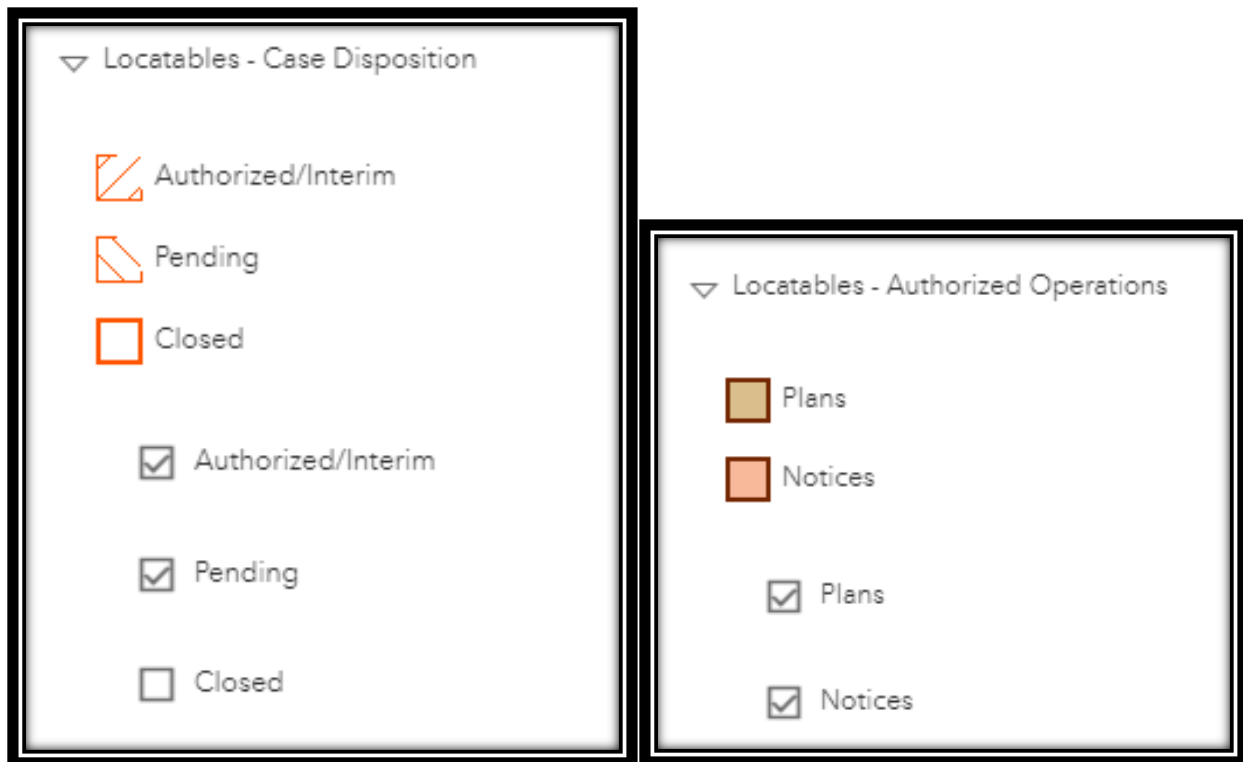 Locatables - Case Disposition
Authorized/Interim
Pending
Closed
Authorized/Interim
Pending
Closed
Locatables - Authorized Operations
Plans
Notices
Plans
Notices